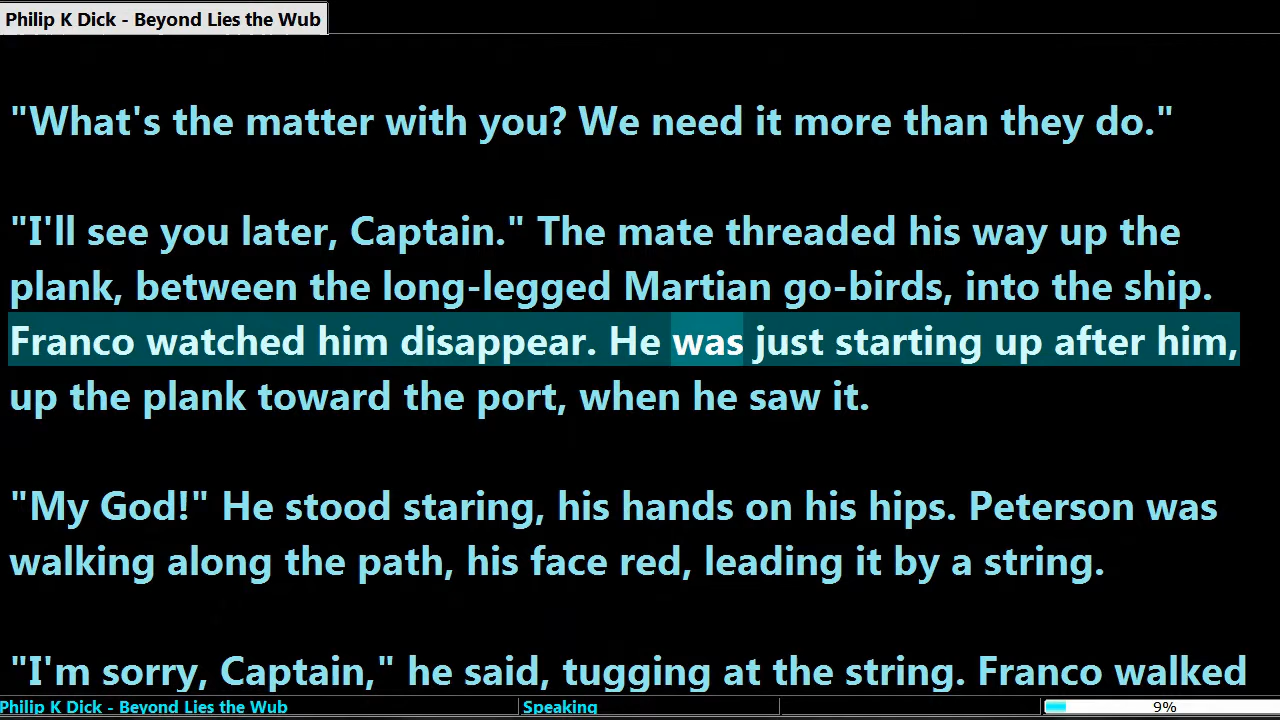 Philip K Dick - Beyond Lies the Wub
"What's the matter with you? We need it more than they do."
"I'll see you later, Captain." The mate threaded his way up the
plank, between the long-legged Martian go-birds, into the ship.
Franco watched him disappear. He was just starting up after him,
up the plank toward the port, when he saw it.
"My God!" He stood staring, his hands on his hips. Peterson was
walking along the path, his face red, leading it by a string.
"I'm sorry, Captain," he said, tugging at the string. Franco walked
Philip K Dick - Beyond Lies the Wub
Speaking
9%